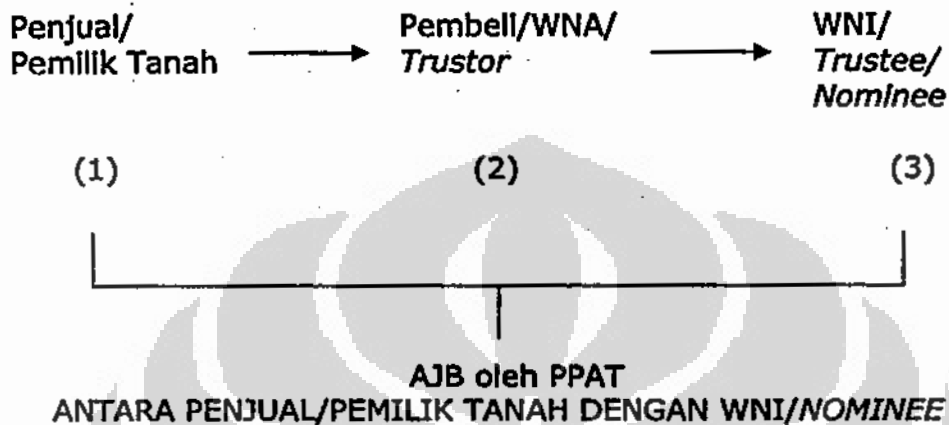 Penjual/
Pemilik Tanah
Pembeli/WNA/
Trustor
WNI/
Trustee/
Nominee
(1)
(2)
(3)
AJB oleh PPAT
ANTARA PENJUAL/PEMILIK TANAH DENGAN WNI/NOMINEE